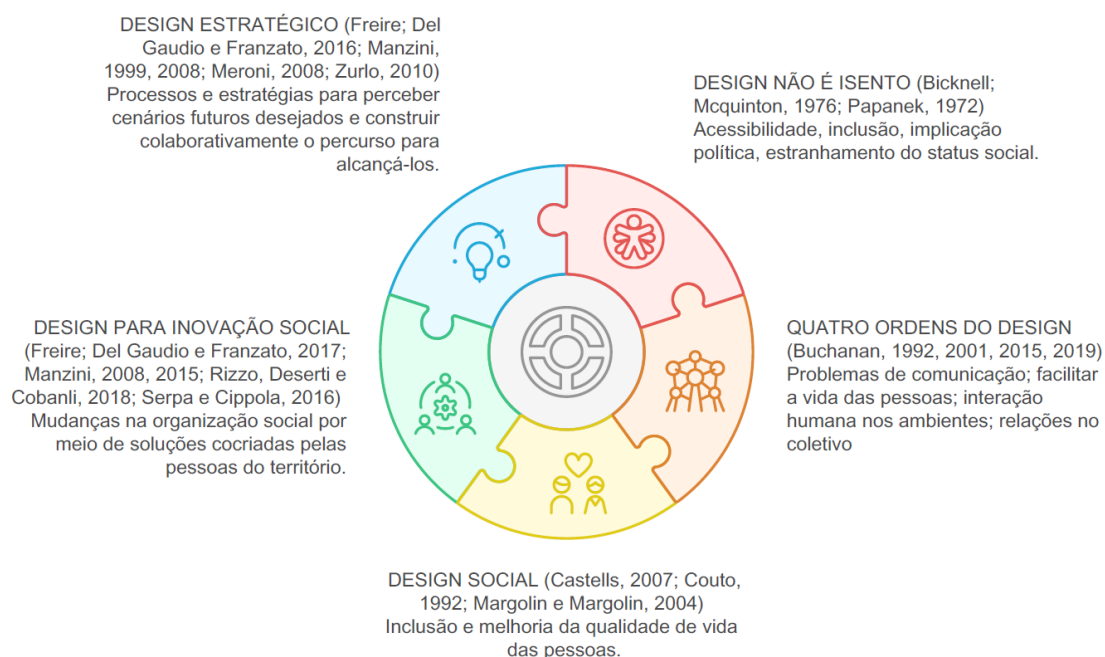 DESIGN ESTRATÉGICO (Freire; Del
Gaudio e Franzato, 2016; Manzini,
1999, 2008; Meroni, 2008; Zurlo, 2010)
Processos e estratégias para perceber
cenários futuros desejados e construir
colaborativamente o percurso para
alcançá-los.
DESIGN NÃO É ISENTO (Bicknell;
Mcquinton, 1976; Papanek, 1972)
Acessibilidade, inclusão, implicação
política, estranhamento do status social.
DESIGN PARA INOVAÇÃO SOCIAL
(Freire; Del Gaudio e Franzato, 2017;
Manzini, 2008, 2015; Rizzo, Deserti e
Cobanli, 2018; Serpa e Cippola, 2016)
Mudanças na organização social por
meio de soluções cocriadas pelas
pessoas do território.
QUATRO ORDENS DO DESIGN
(Buchanan, 1992, 2001, 2015, 2019)
Problemas de comunicação; facilitar
a vida das pessoas; interação
humana nos ambientes; relações no
coletivo
DESIGN SOCIAL (Castells, 2007; Couto,
1992; Margolin e Margolin, 2004)
Inclusão e melhoria da qualidade de vida
das pessoas.